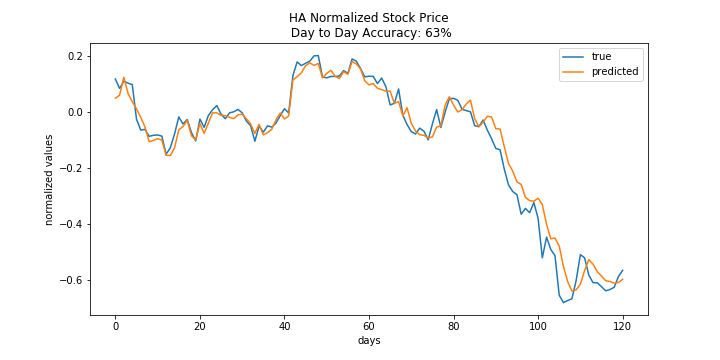 HA Normalized Stock Price
Day to Day Accuracy: 63%
true
predicted
normalized values
0.2
0.0
−0.2
−0.4
−0.6
0
20
40
60
80
100
120
days